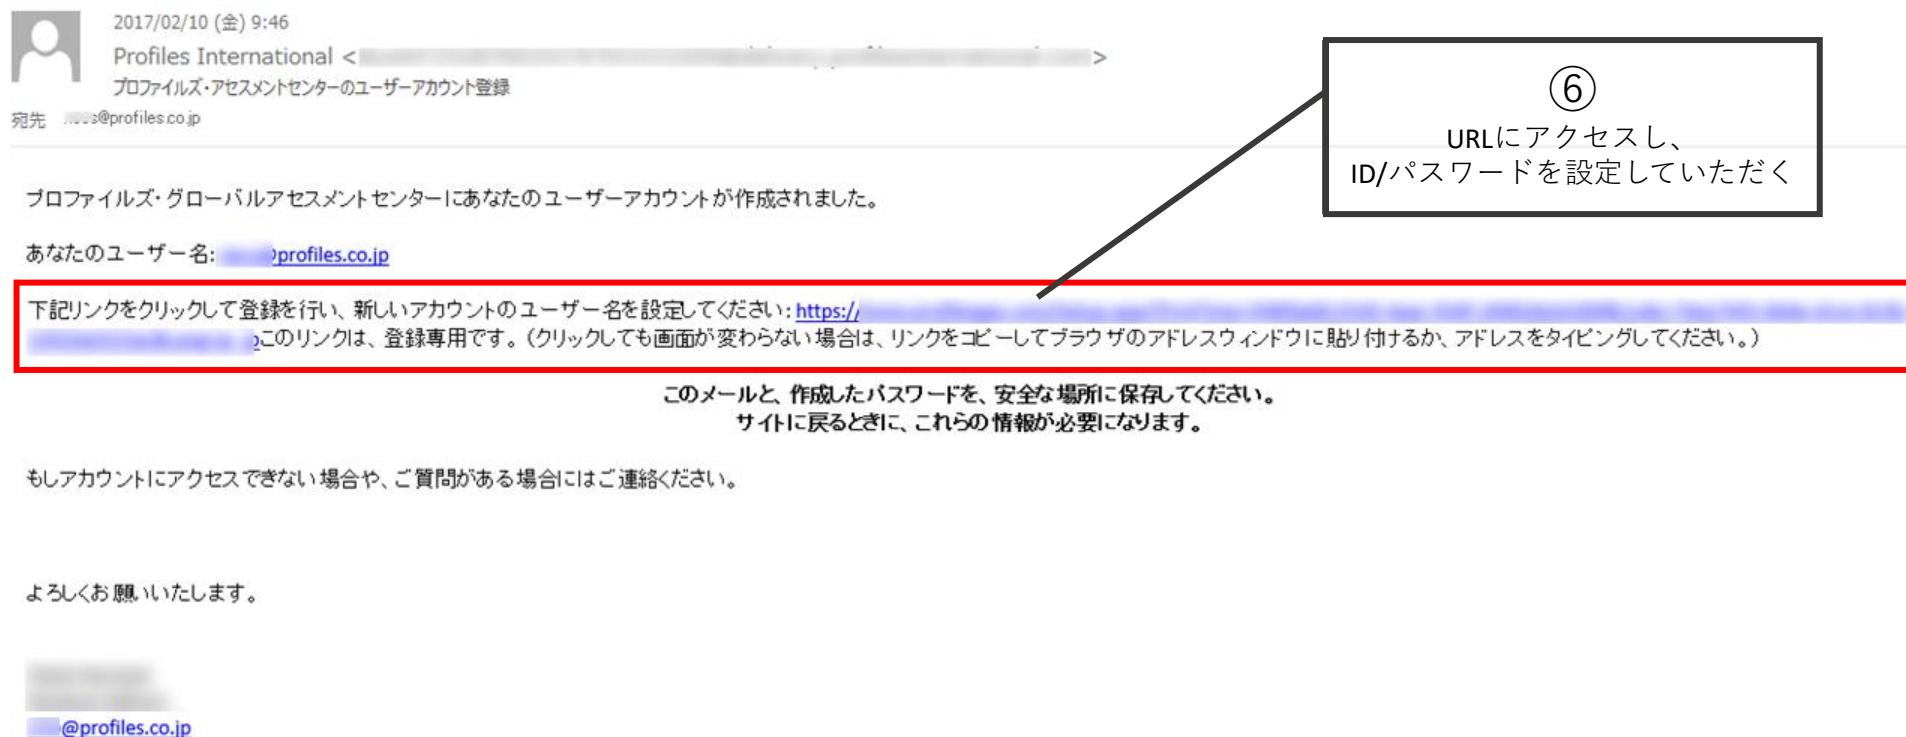 2017/02/10 (金) 9:46
Profiles International < >
プロファイルズ・アセスメントセンターのユーザーアカウント登録
宛先 s@profiles.co.jp
⑥
URLにアクセスし、
ID/パスワードを設定していただく
プロファイルズ・グローバルアセスメントセンターにあなたのユーザーアカウントが作成されました。
あなたのユーザー名: @profiles.co.jp
下記リンクをクリックして登録を行い、新しいアカウントのユーザー名を設定してください: https://
このリンクは、登録専用です。(クリックしても画面が変わらない場合は、リンクをコピーしてブラウザのアドレスウィンドウに貼り付けるか、アドレスをタイピングしてください。)
このメールと、作成したパスワードを、安全な場所に保存してください。
サイトに戻るときに、これらの情報が必要になります。
もしアカウントにアクセスできない場合や、ご質問がある場合にはご連絡ください。
よろしくお願いいたします。
@profiles.co.jp